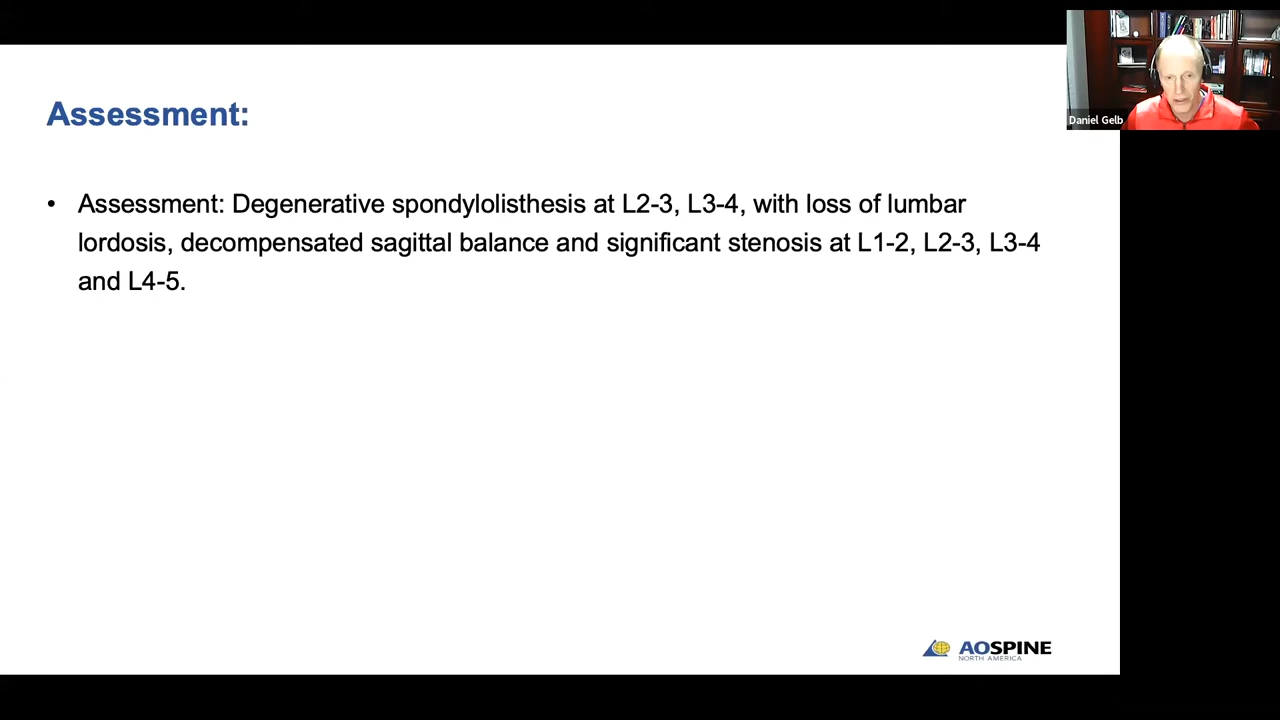 Assessment:
• Assessment: Degenerative spondylolisthesis at L2-3, L3-4, with loss of lumbar
lordosis, decompensated sagittal balance and significant stenosis at L1-2, L2-3, L3-4
and L4-5.
Daniel Gelb
AOSPINE
NORTH AMERICA